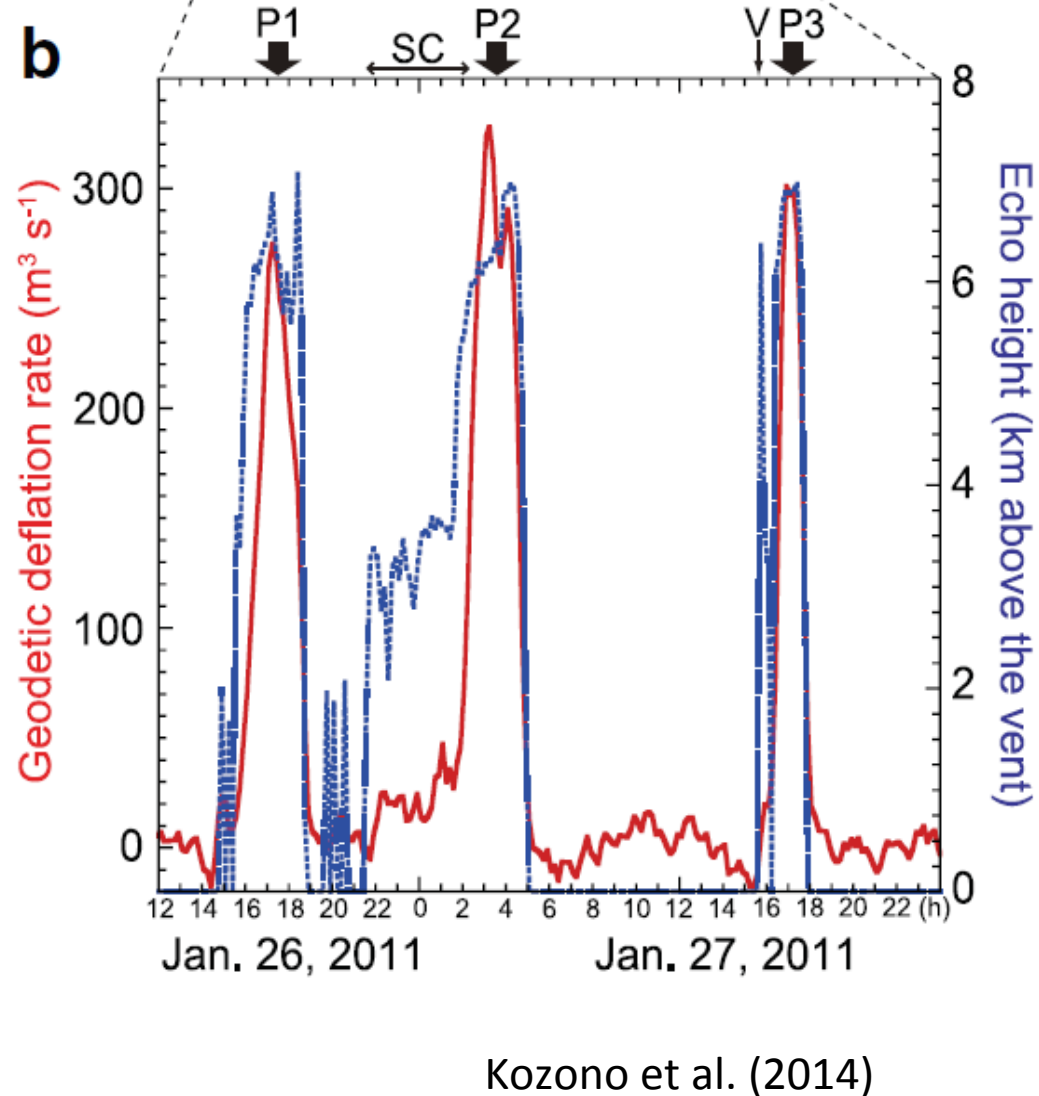 b
P1
SC
P2
V P3
Geodetic deflation rate (m³ s⁻¹)
300
200
100
0
8
6
4
2
0
Echo height (km above the vent)
12 14 16 18 20 22 0 2 4 6 8 10 12 14 16 18 20 22 (h)
Jan. 26, 2011 Jan. 27, 2011
Kozono et al. (2014)